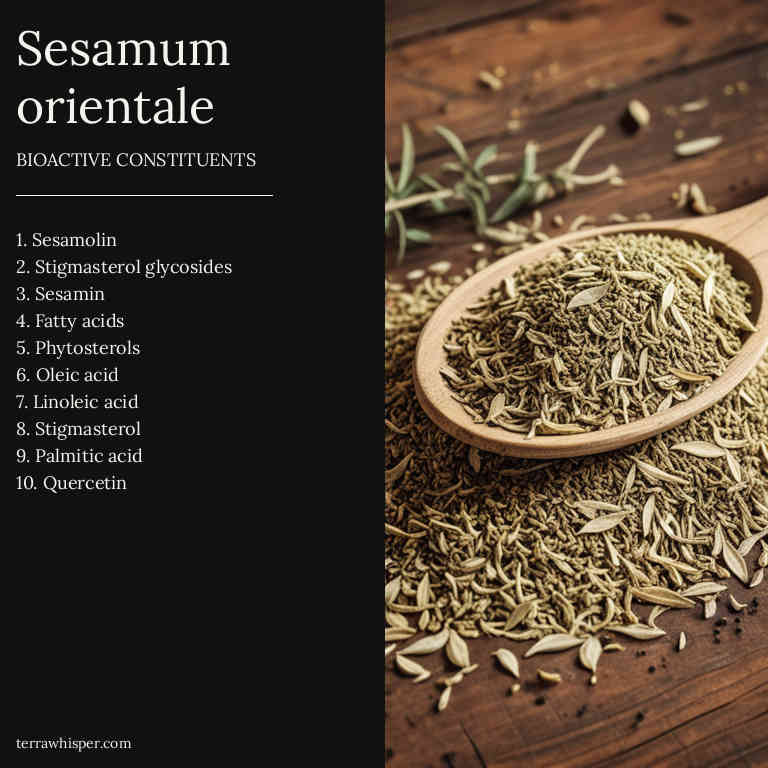 Sesamum
orientale
BIOACTIVE CONSTITUENTS
1. Sesamolin
2. Stigmasterol glycosides
3. Sesamin
4. Fatty acids
5. Phytosterols
6. Oleic acid
7. Linoleic acid
8. Stigmasterol
9. Palmitic acid
10. Quercetin
terrawhisper.com